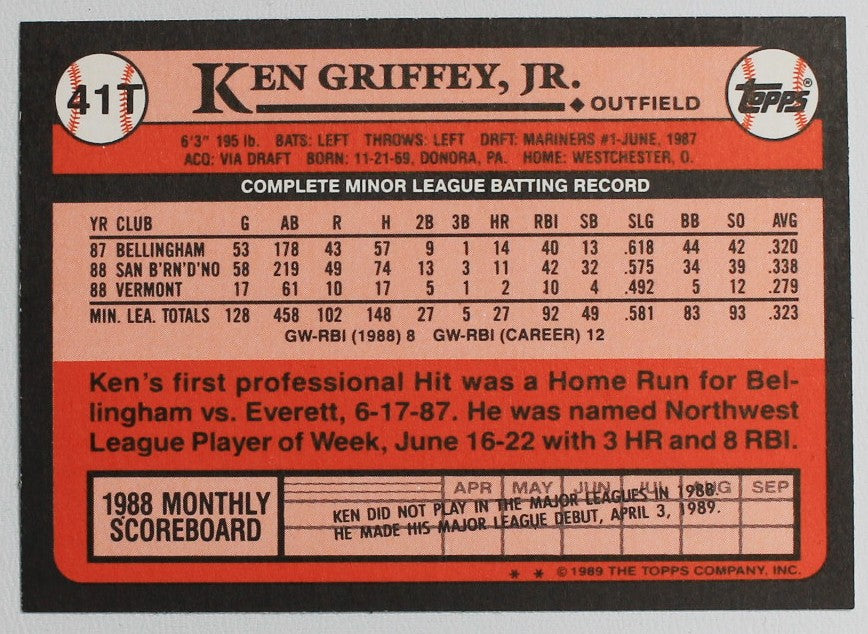 41T
KEN GRIFFEY, JR.
◆ OUTFIELD
TOPPS®
6'3" 195 lb. BATS: LEFT THROWS: LEFT DRFT: MARINERS #1-JUNE, 1987
ACQ: VIA DRAFT BORN: 11-21-69, DONORA, PA. HOME: WESTCHESTER, O.
COMPLETE MINOR LEAGUE BATTING RECORD
YR CLUB G AB R H 2B 3B HR RBI SB SLG BB SO AVG
87 BELLINGHAM 53 178 43 57 9 1 14 40 13 .618 44 42 .320
88 SAN B'RN'D'NO 58 219 49 74 13 3 11 42 32 .575 34 39 .338
88 VERMONT 17 61 10 17 5 1 2 10 4 .492 5 12 .279
MIN. LEA. TOTALS 128 458 102 148 27 5 27 92 49 .581 83 93 .323
GW-RBI (1988) 8 GW-RBI (CAREER) 12
Ken's first professional Hit was a Home Run for Bel-
lingham vs. Everett, 6-17-87. He was named Northwest
League Player of Week, June 16-22 with 3 HR and 8 RBI.
1988 MONTHLY
SCOREBOARD
APR MAY JUN JUL AUG SEP
KEN DID NOT PLAY IN THE MAJOR LEAGUES IN 1988.
HE MADE HIS MAJOR LEAGUE DEBUT, APRIL 3, 1989.
* * © 1989 THE TOPPS COMPANY, INC.